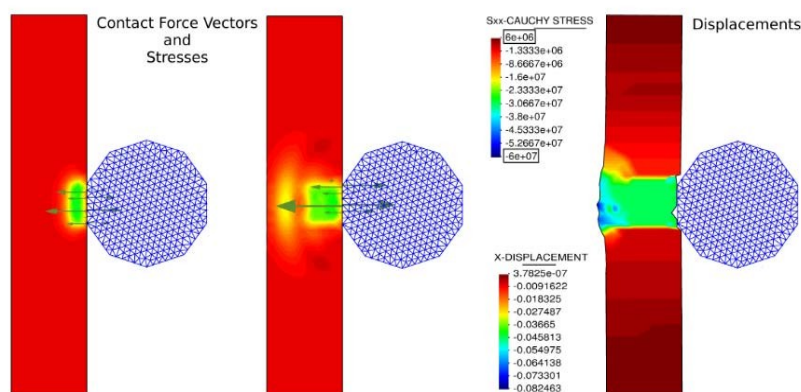 Contact Force Vectors
and
Stresses
Sxx-CAUCHY STRESS
6e+06
-1.3333e+06
-8.6667e+06
-1.6e+07
-2.3333e+07
-3.0667e+07
-3.8e+07
-4.5333e+07
-5.2667e+07
-6e+07
X-DISPLACEMENT
3.7825e-07
-0.0091622
-0.018325
-0.027487
-0.03665
-0.045813
-0.054975
-0.064138
-0.073301
-0.082463
Displacements